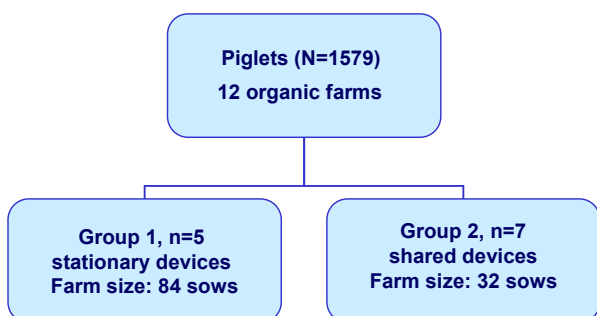 Piglets (N=1579)
12 organic farms
Group 1, n=5
stationary devices
Farm size: 84 sows
Group 2, n=7
shared devices
Farm size: 32 sows